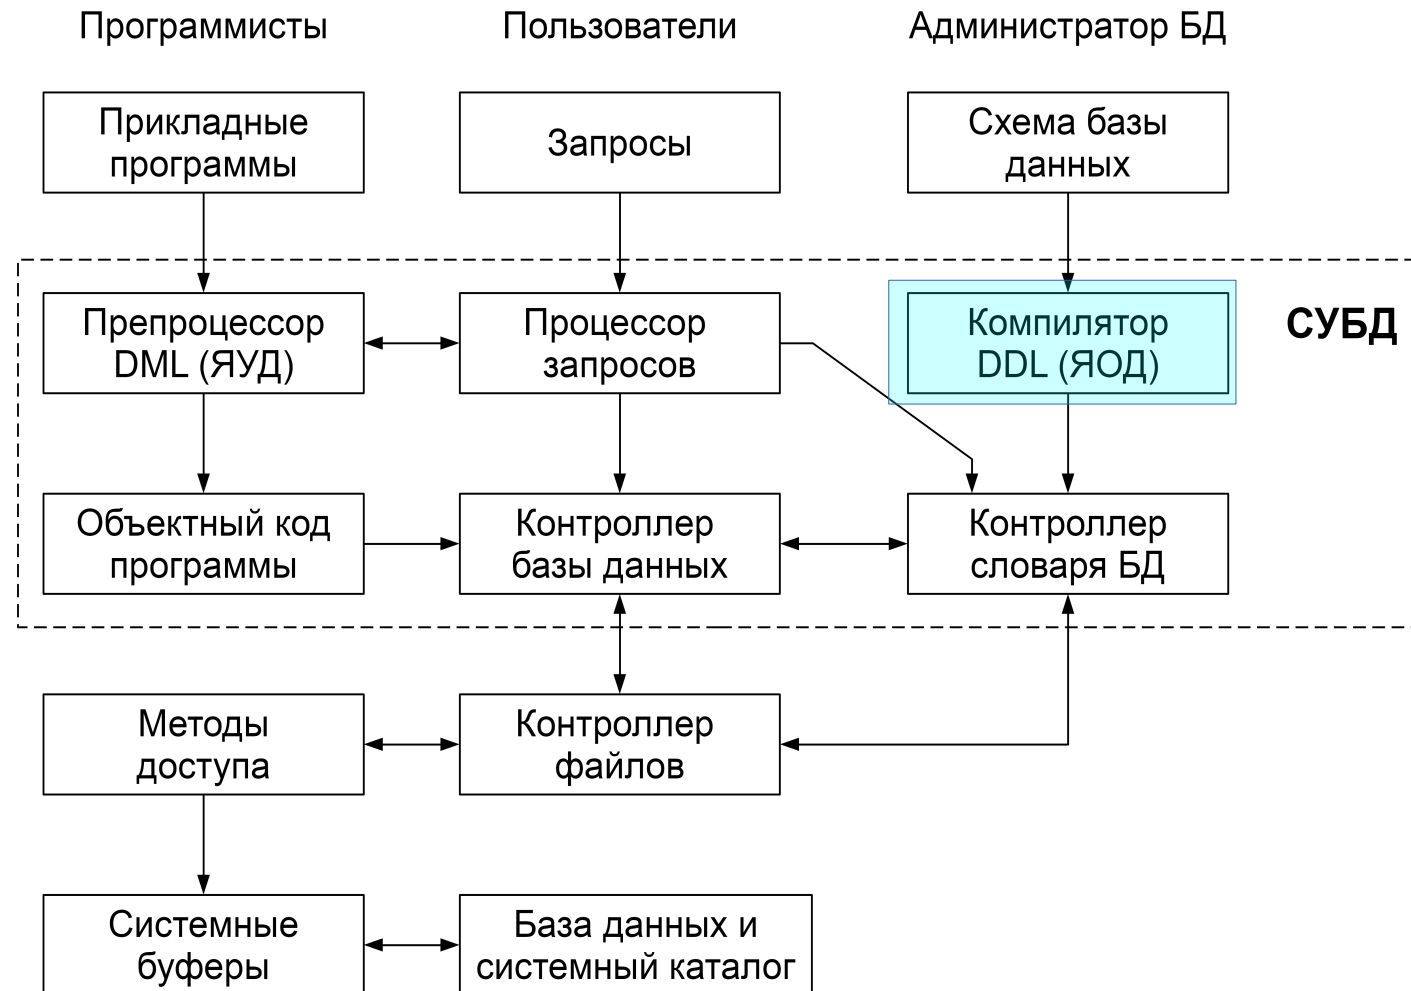 Программисты
Пользователи
Администратор БД
Прикладные
программы
Запросы
Схема базы
данных
Препроцессор
DML (ЯУД)
Процессор
запросов
Компилятор
DDL (ЯОД)
СУБД
Объектный код
программы
Контроллер
базы данных
Контроллер
словаря БД
Методы
доступа
Контроллер
файлов
Системные
буферы
База данных и
системный каталог